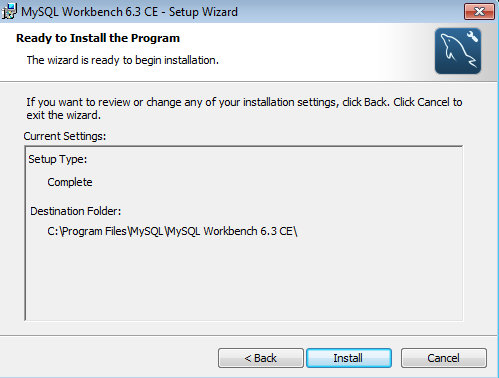 MySQL Workbench 6.3 CE - Setup Wizard
Ready to Install the Program
The wizard is ready to begin installation.
If you want to review or change any of your installation settings, click Back. Click Cancel to
exit the wizard.
Current Settings:
Setup Type:
Complete
Destination Folder:
C:\Program Files\MySQL\MySQL Workbench 6.3 CE\
< Back
Install
Cancel